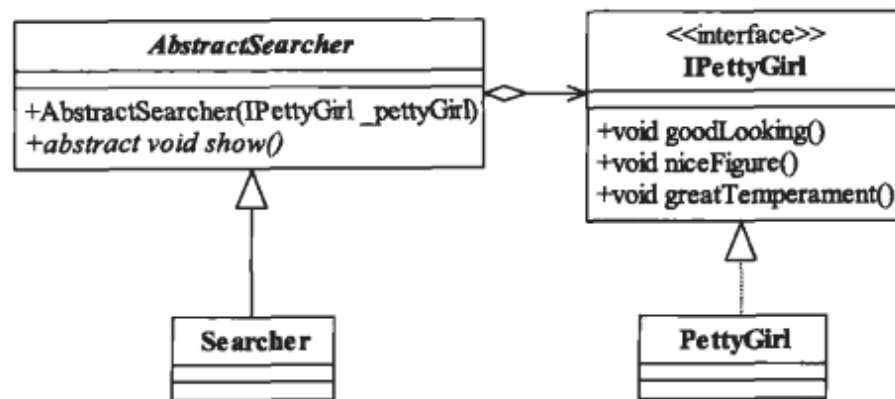 AbstractSearcher
+AbstractSearcher(IPettyGirl _pettyGirl)
+abstract void show()
<<interface>>
IPettyGirl
+void goodLooking()
+void niceFigure()
+void greatTemperament()
Searcher
PettyGirl